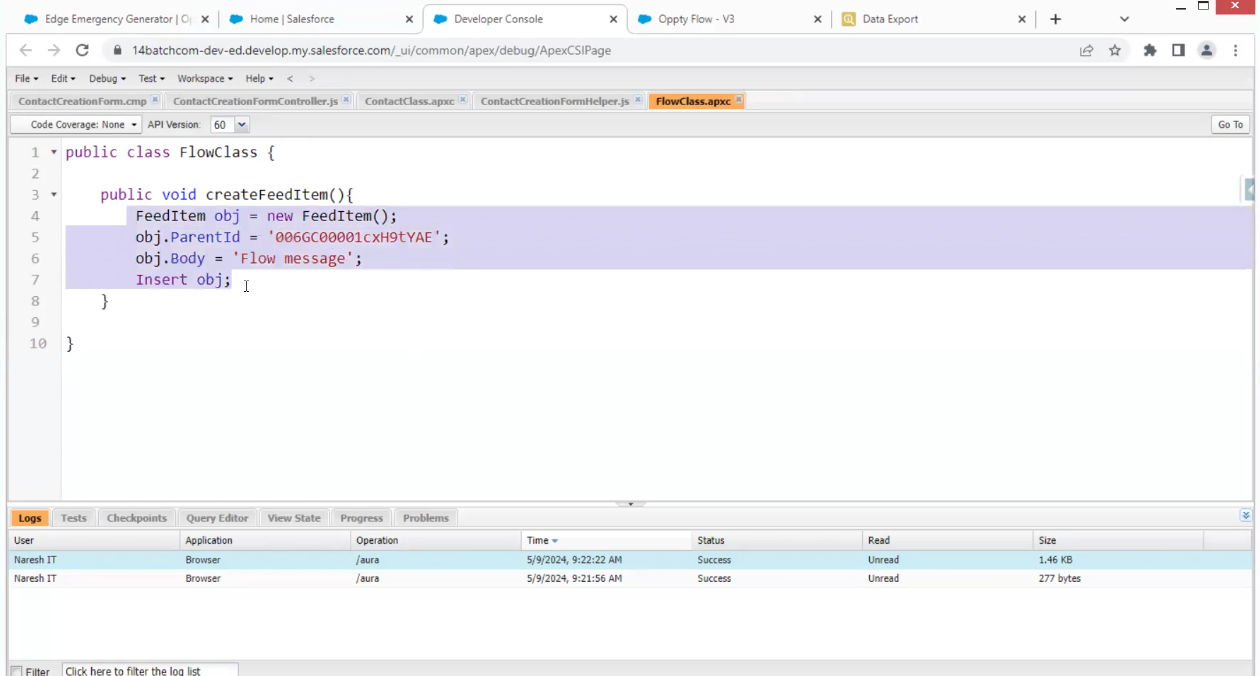 Edge Emergency Generator | O
Home | Salesforce
Developer Console
Oppty Flow - V3
Data Export
14batchcom-dev-ed.develop.my.salesforce.com/_ui/common/apex/debug/ApexCSIPage
File Edit Debug Test Workspace Help < >
ContactCreationForm.cmp ContactCreationFormController.js ContactClass.apxc ContactCreationFormHelper.js FlowClass.apxc
Code Coverage: None API Version: 60 Go To
1 public class FlowClass {
2
3 public void createFeedItem(){
4 FeedItem obj = new FeedItem();
5 obj.ParentId = '006GC00001cxH9tYAE';
6 obj.Body = 'Flow message';
7 Insert obj;
8 }
9
10 }
Logs Tests Checkpoints Query Editor View State Progress Problems
User Application Operation Time Status Read Size
Naresh IT Browser /aura 5/9/2024, 9:22:22 AM Success Unread 1.46 KB
Naresh IT Browser /aura 5/9/2024, 9:21:56 AM Success Unread 277 bytes
Filter Click here to filter the log list